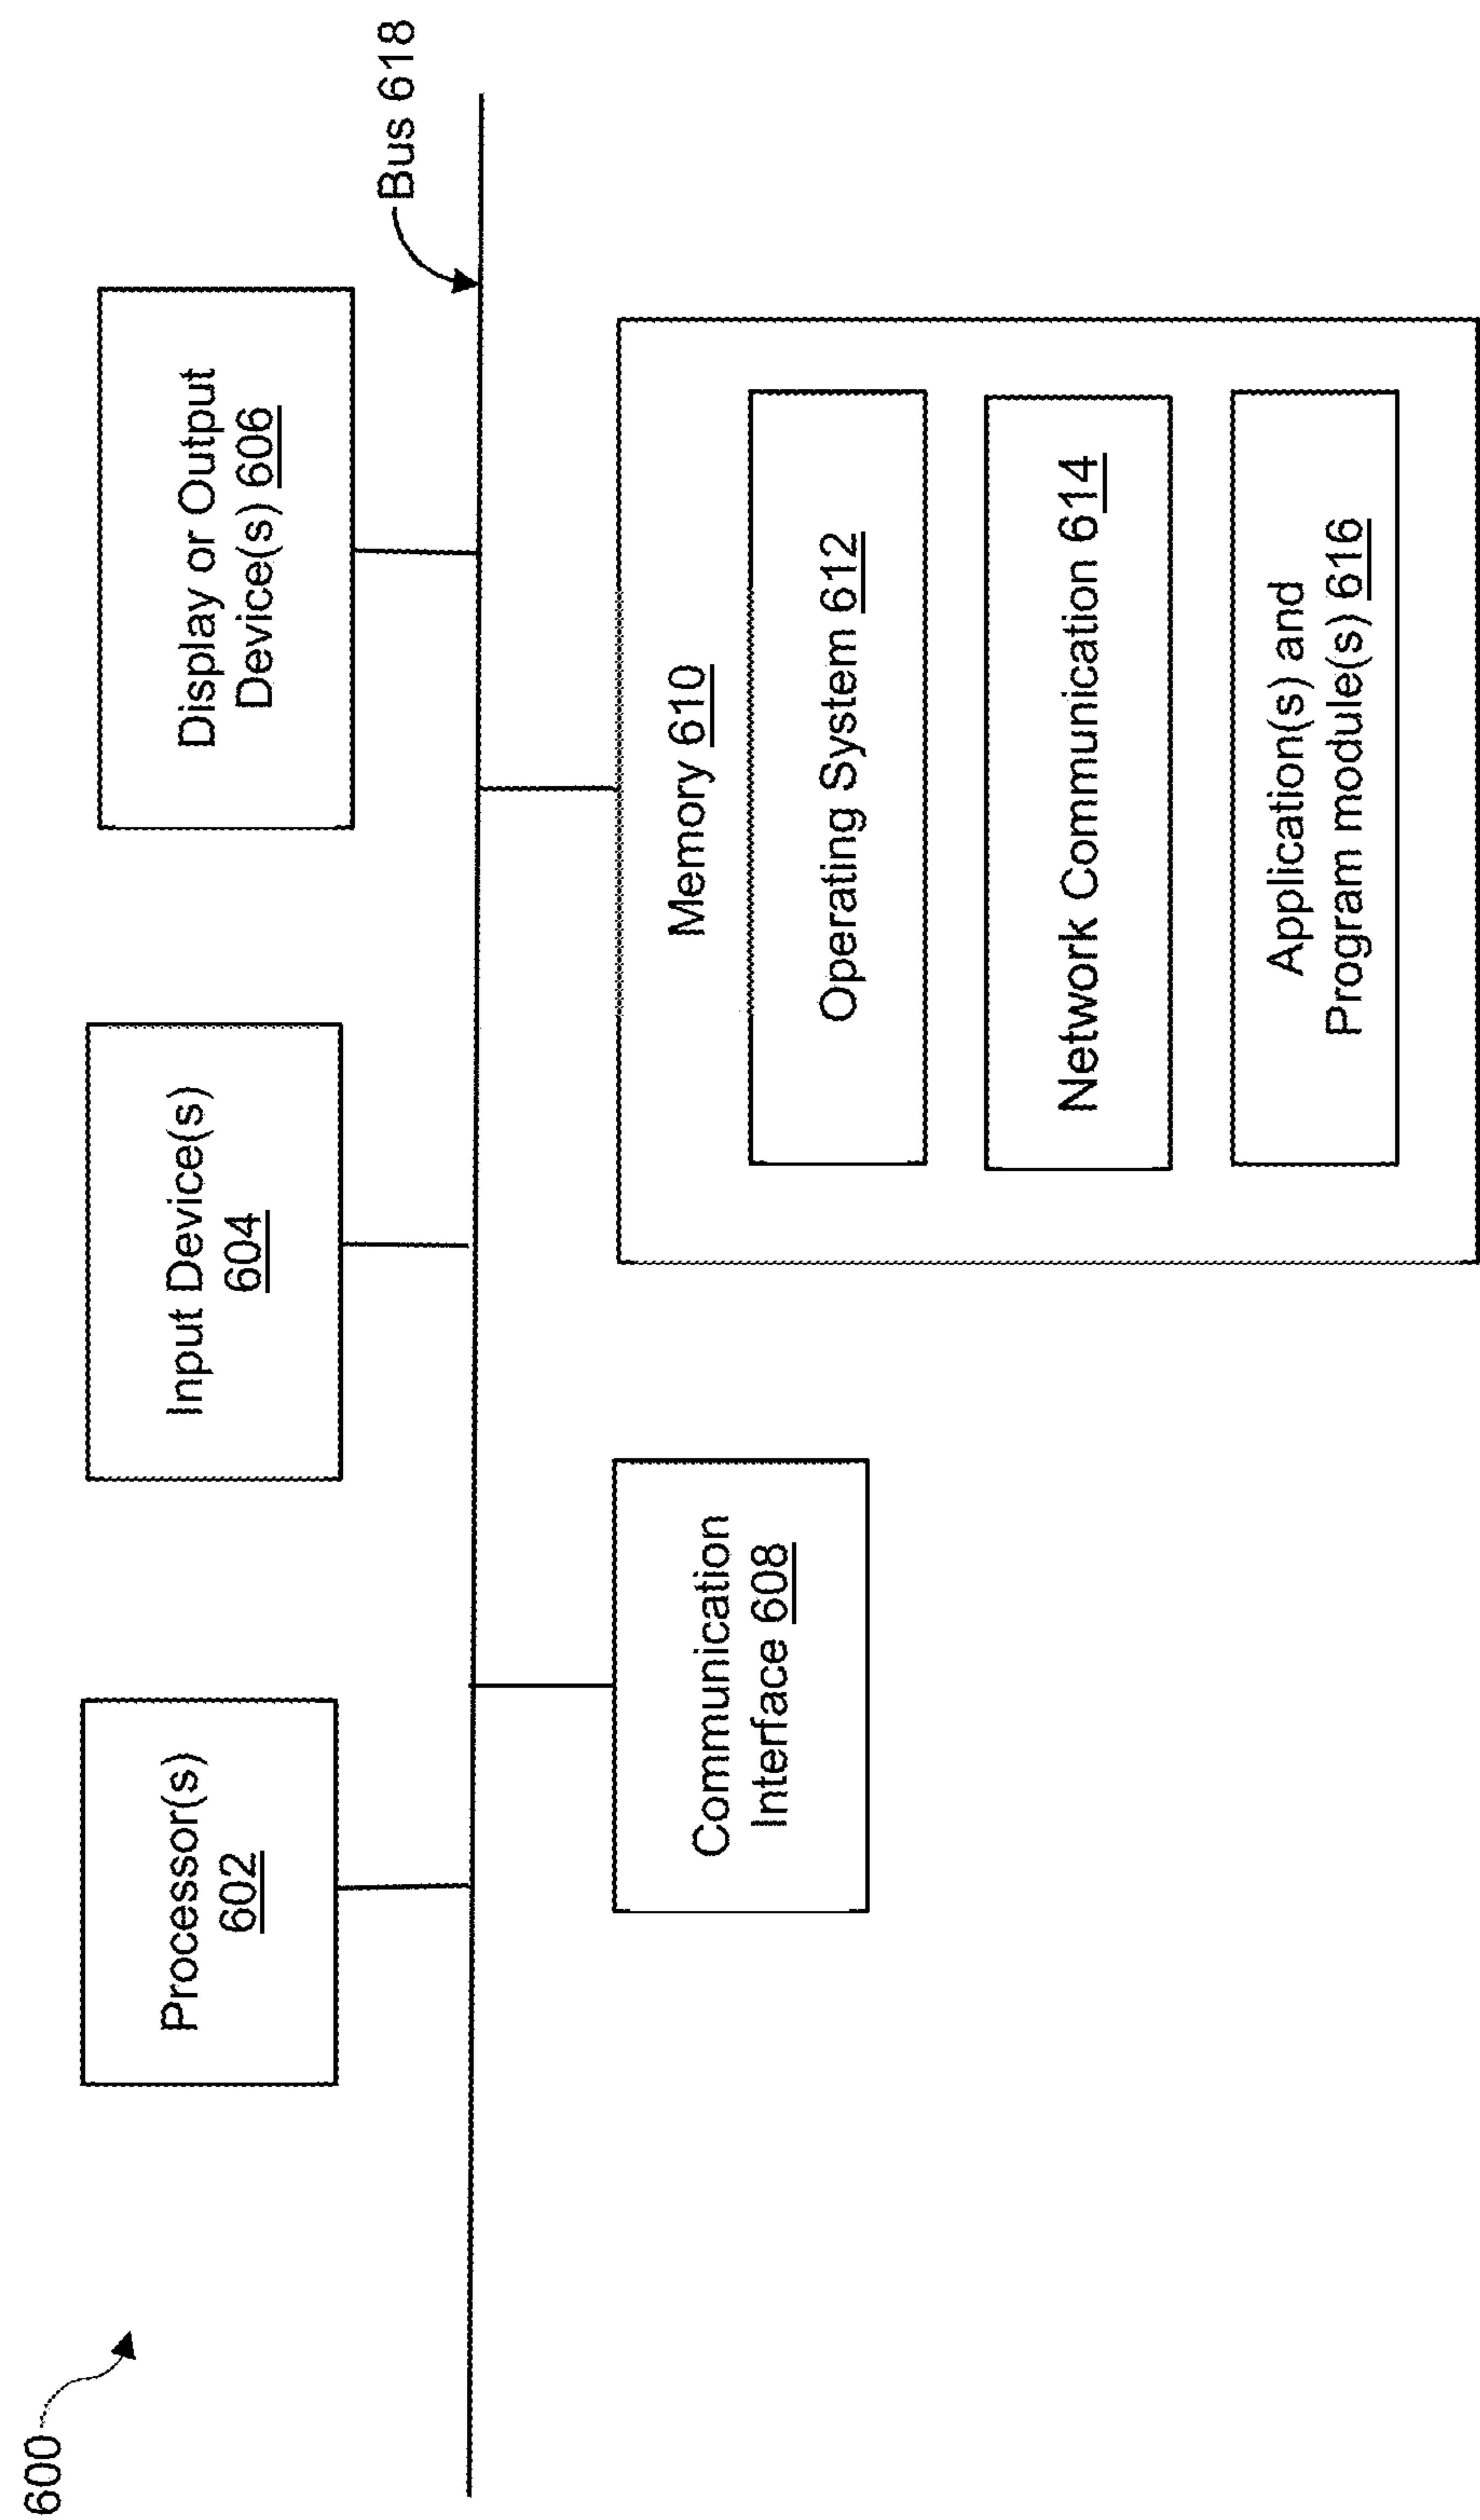 600
Processor(s)
602
Input Device(s)
604
Display or Output
Device(s) 606
Bus 618
Communication
Interface 608
Memory 610
Operating System 612
Network Communication 614
Application(s) and
Program module(s) 616